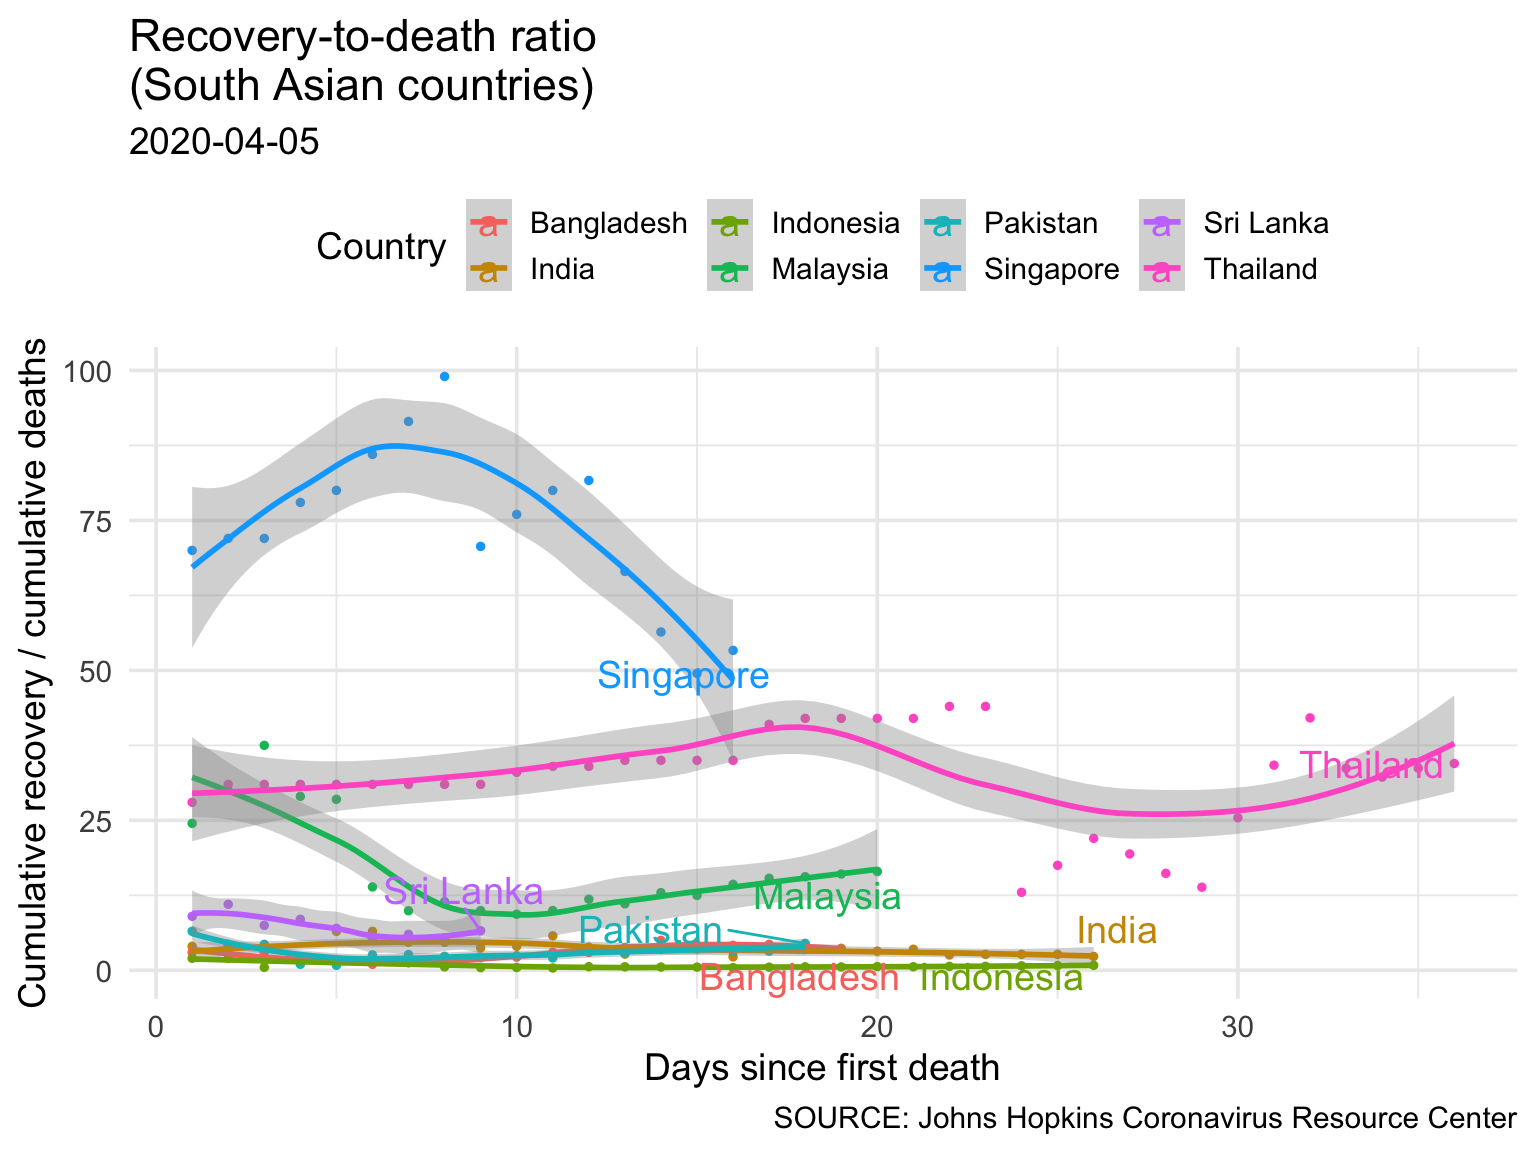 Recovery-to-death ratio
(South Asian countries)
2020-04-05
Country
a Bangladesh a Indonesia a Pakistan a Sri Lanka
a India a Malaysia a Singapore a Thailand
Cumulative recovery / cumulative deaths
100
75
50
25
0
Singapore
Thailand
Sri Lanka
Malaysia
Pakistan
India
Bangladesh
Indonesia
0 10 20 30
Days since first death
SOURCE: Johns Hopkins Coronavirus Resource Center